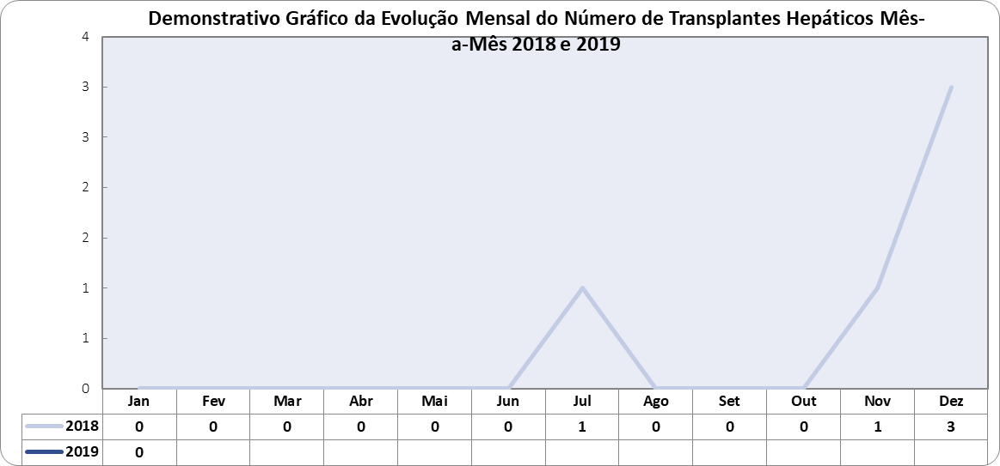 Demonstrativo Gráfico da Evolução Mensal do Número de Transplantes Hepáticos Mês-
a-Mês 2018 e 2019
4
3
3
2
2
1
1
0
Jan Fev Mar Abr Mai Jun Jul Ago Set Out Nov Dez
2018 0 0 0 0 0 0 1 0 0 0 1 3
2019 0